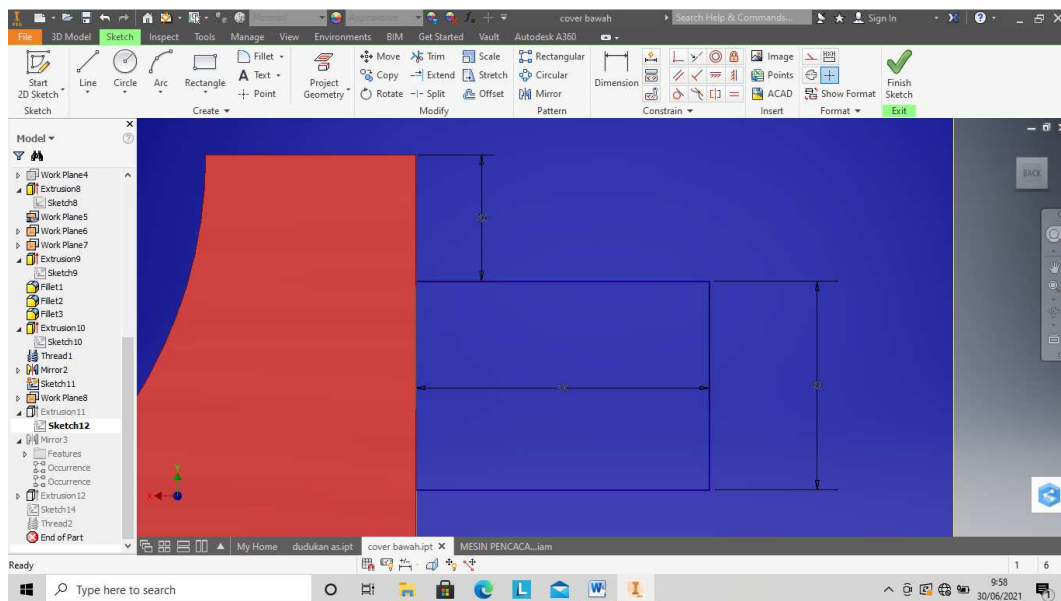 PRO
Material
Appearance
cover bawah
Search Help & Commands...
Sign In
File 3D Model Sketch Inspect Tools Manage View Environments BIM Get Started Vault Autodesk A360
Start 2D Sketch
Line
Circle
Arc
Rectangle
Fillet
Text
Point
Project Geometry
Move Trim Scale
Copy Extend Stretch
Rotate Split Offset
Rectangular
Circular
Mirror
Dimension
Image
Points
ACAD
Show Format
Finish Sketch
Sketch Create Modify Pattern Constrain Insert Format Exit
Model
Work Plane4
Extrusion8
Sketch8
Work Plane5
Work Plane6
Work Plane7
Extrusion9
Sketch9
Fillet1
Fillet2
Fillet3
Extrusion10
Sketch10
Thread1
Mirror2
Sketch11
Work Plane8
Extrusion11
Sketch12
Mirror3
Features
Occurrence
Occurrence
Extrusion12
Sketch14
Thread2
End of Part
BACK
Y
X
My Home dudukan as.ipt cover bawah.ipt X MESIN PENCACA...iam
Ready
1 6
Type here to search
9:58
30/06/2021